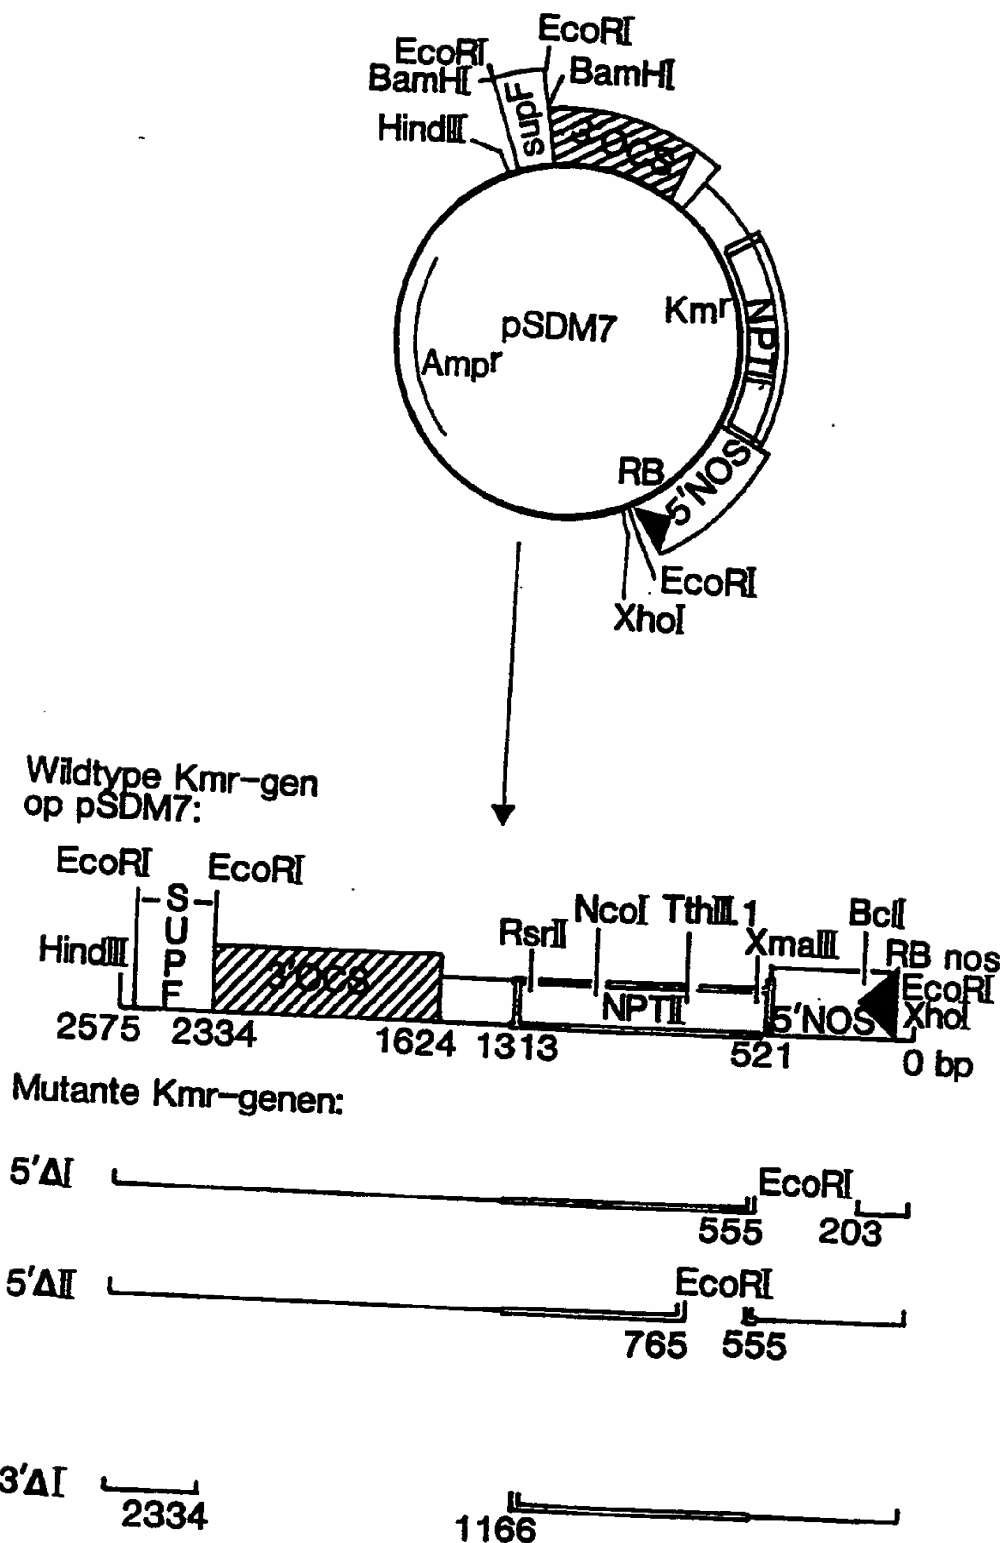 EcoRI
EcoRI
BamHI
BamHI
HindIII
supF
3'OCS
Kmr
NPTII
pSDM7
Ampr
RB
5'NOS
EcoRI
XhoI
Wildtype Kmr-gen
op pSDM7:
EcoRI
EcoRI
-S-
U
P
F
HindIII
3'OCS
RsrII
NcoI
TthIII.1
XmaIII
BclI
RB nos
EcoRI
XhoI
NPTII
5'NOS
2575
2334
1624
1313
521
0 bp
Mutante Kmr-genen:
5'ΔI
EcoRI
555
203
5'ΔII
EcoRI
765
555
3'ΔI
2334
1166